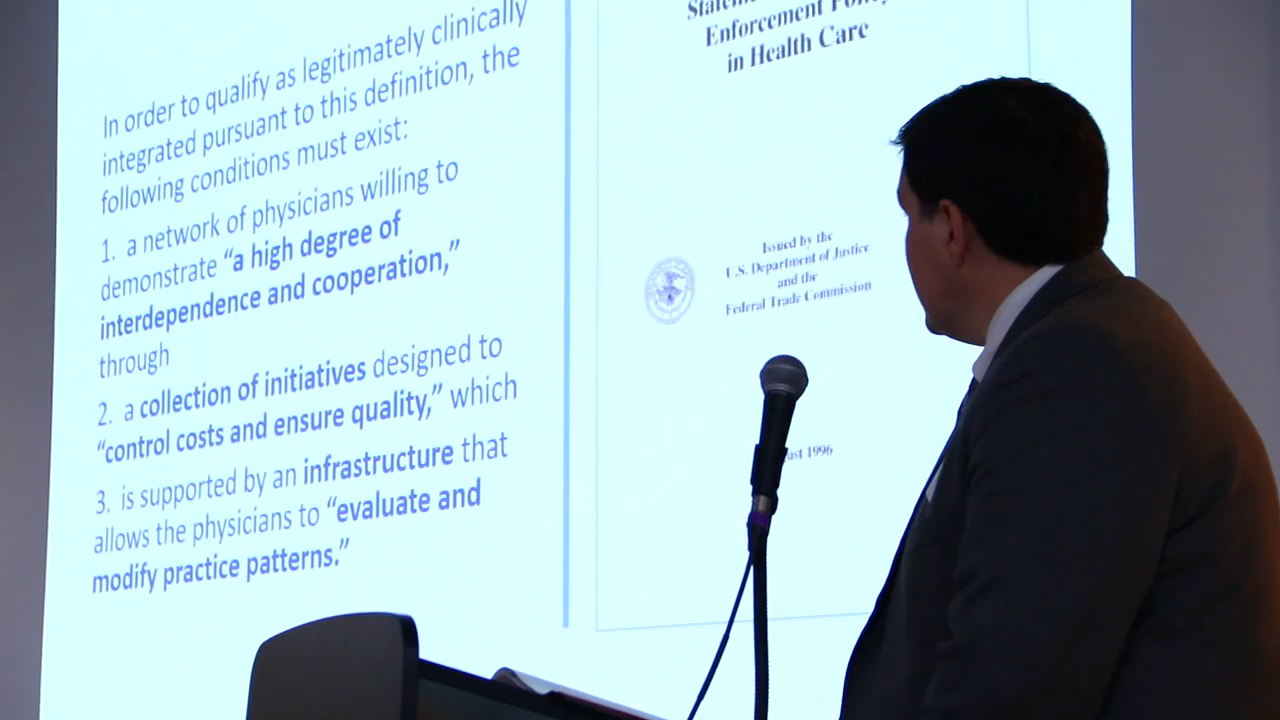 In order to qualify as legitimately clinically
integrated pursuant to this definition, the
following conditions must exist:
1. a network of physicians willing to
demonstrate “a high degree of
interdependence and cooperation,”
through
2. a collection of initiatives designed to
“control costs and ensure quality,” which
3. is supported by an infrastructure that
allows the physicians to “evaluate and
modify practice patterns.”
Enforcement
in Health Care
Issued by the
U.S. Department of Justice
and the
Federal Trade Commission
1996